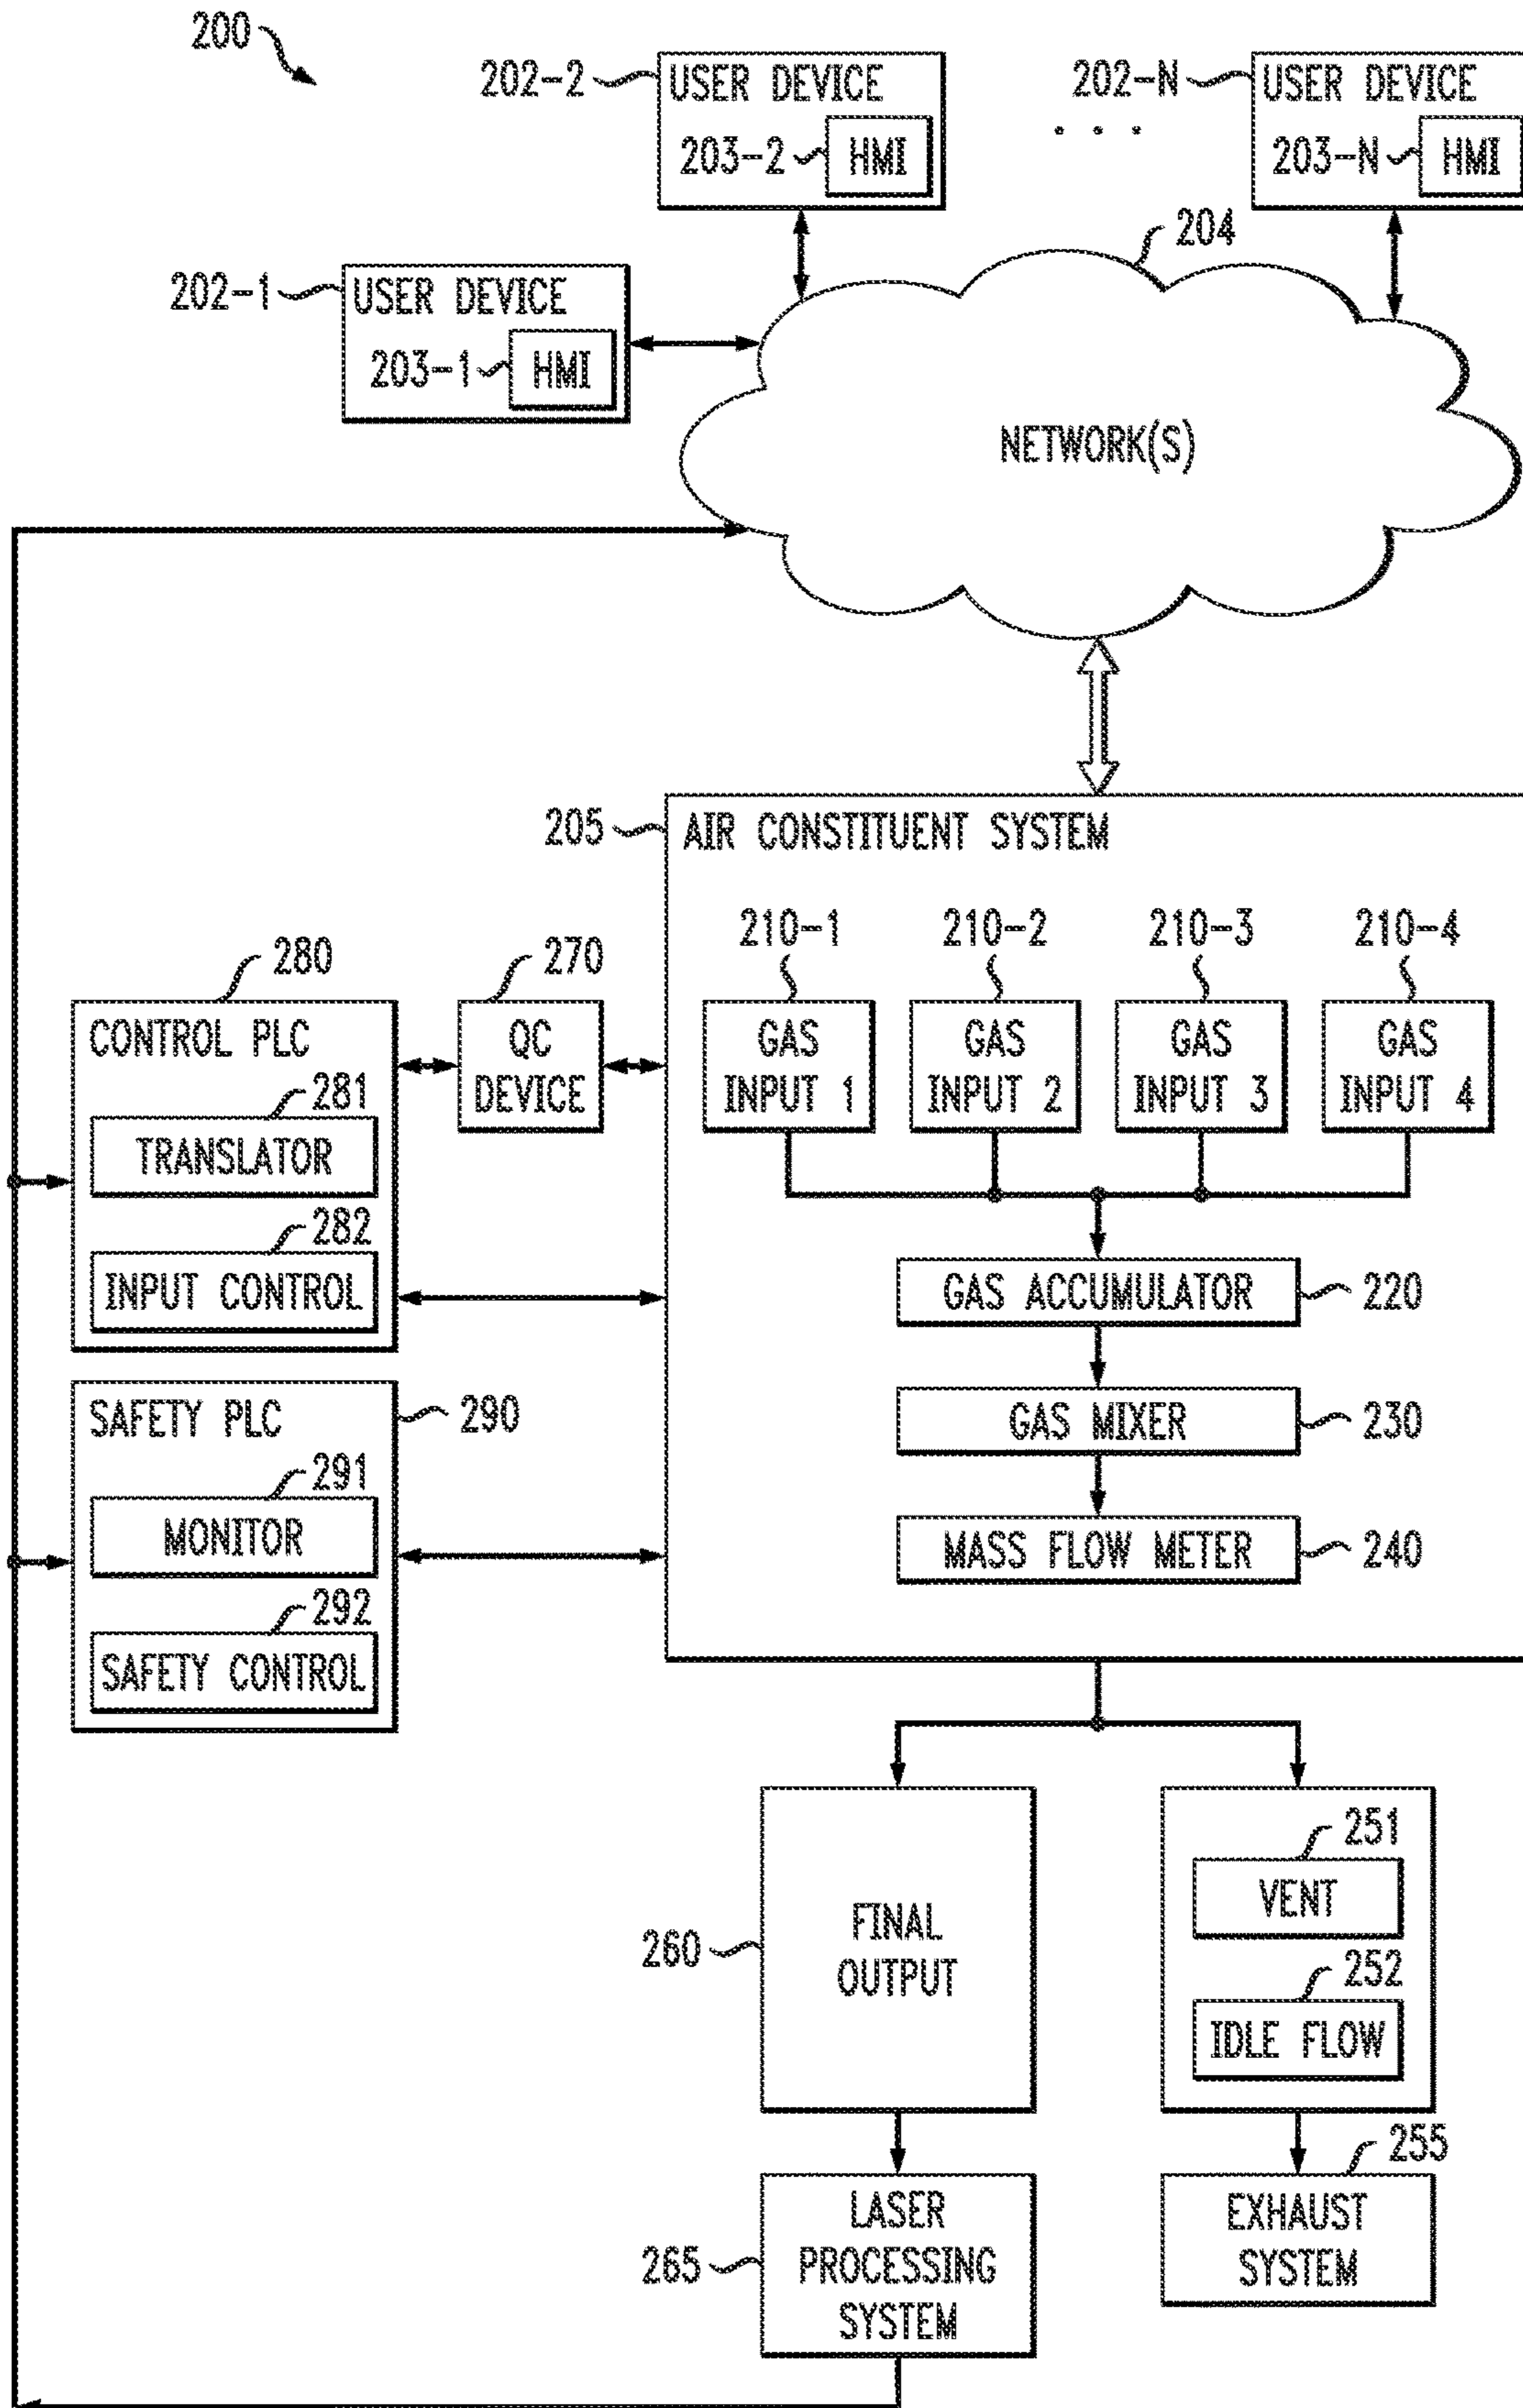 200
202-2
USER DEVICE
203-2
HMI
. . .
202-N
USER DEVICE
203-N
HMI
204
202-1
USER DEVICE
203-1
HMI
NETWORK(S)
205
AIR CONSTITUENT SYSTEM
210-1
210-2
210-3
210-4
GAS
INPUT 1
GAS
INPUT 2
GAS
INPUT 3
GAS
INPUT 4
280
270
CONTROL PLC
QC
DEVICE
281
TRANSLATOR
282
INPUT CONTROL
GAS ACCUMULATOR
220
GAS MIXER
230
MASS FLOW METER
240
SAFETY PLC
290
291
MONITOR
292
SAFETY CONTROL
260
FINAL
OUTPUT
251
VENT
252
IDLE FLOW
255
265
LASER
PROCESSING
SYSTEM
EXHAUST
SYSTEM